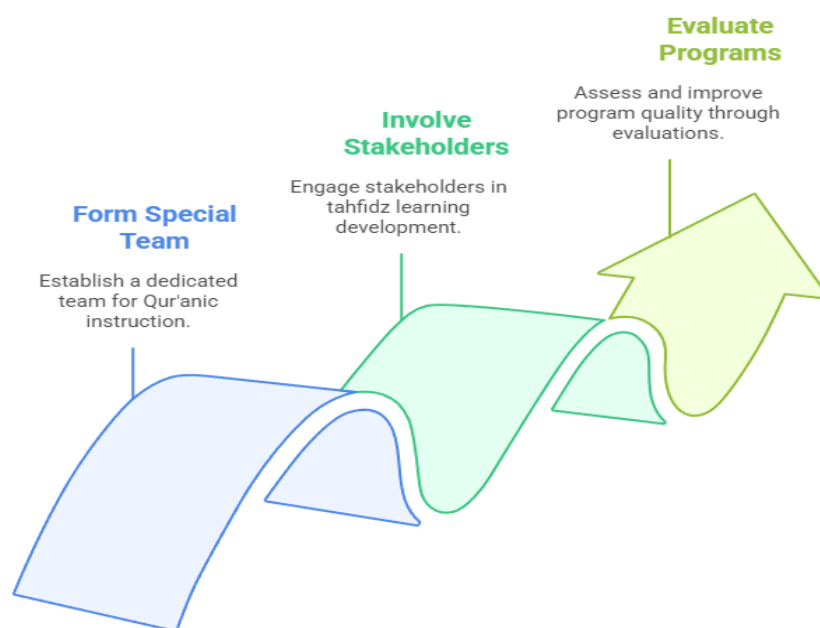 Form Special
Team
Establish a dedicated
team for Qur'anic
instruction.
Involve
Stakeholders
Engage stakeholders in
tahfidz learning
development.
Evaluate
Programs
Assess and improve
program quality through
evaluations.